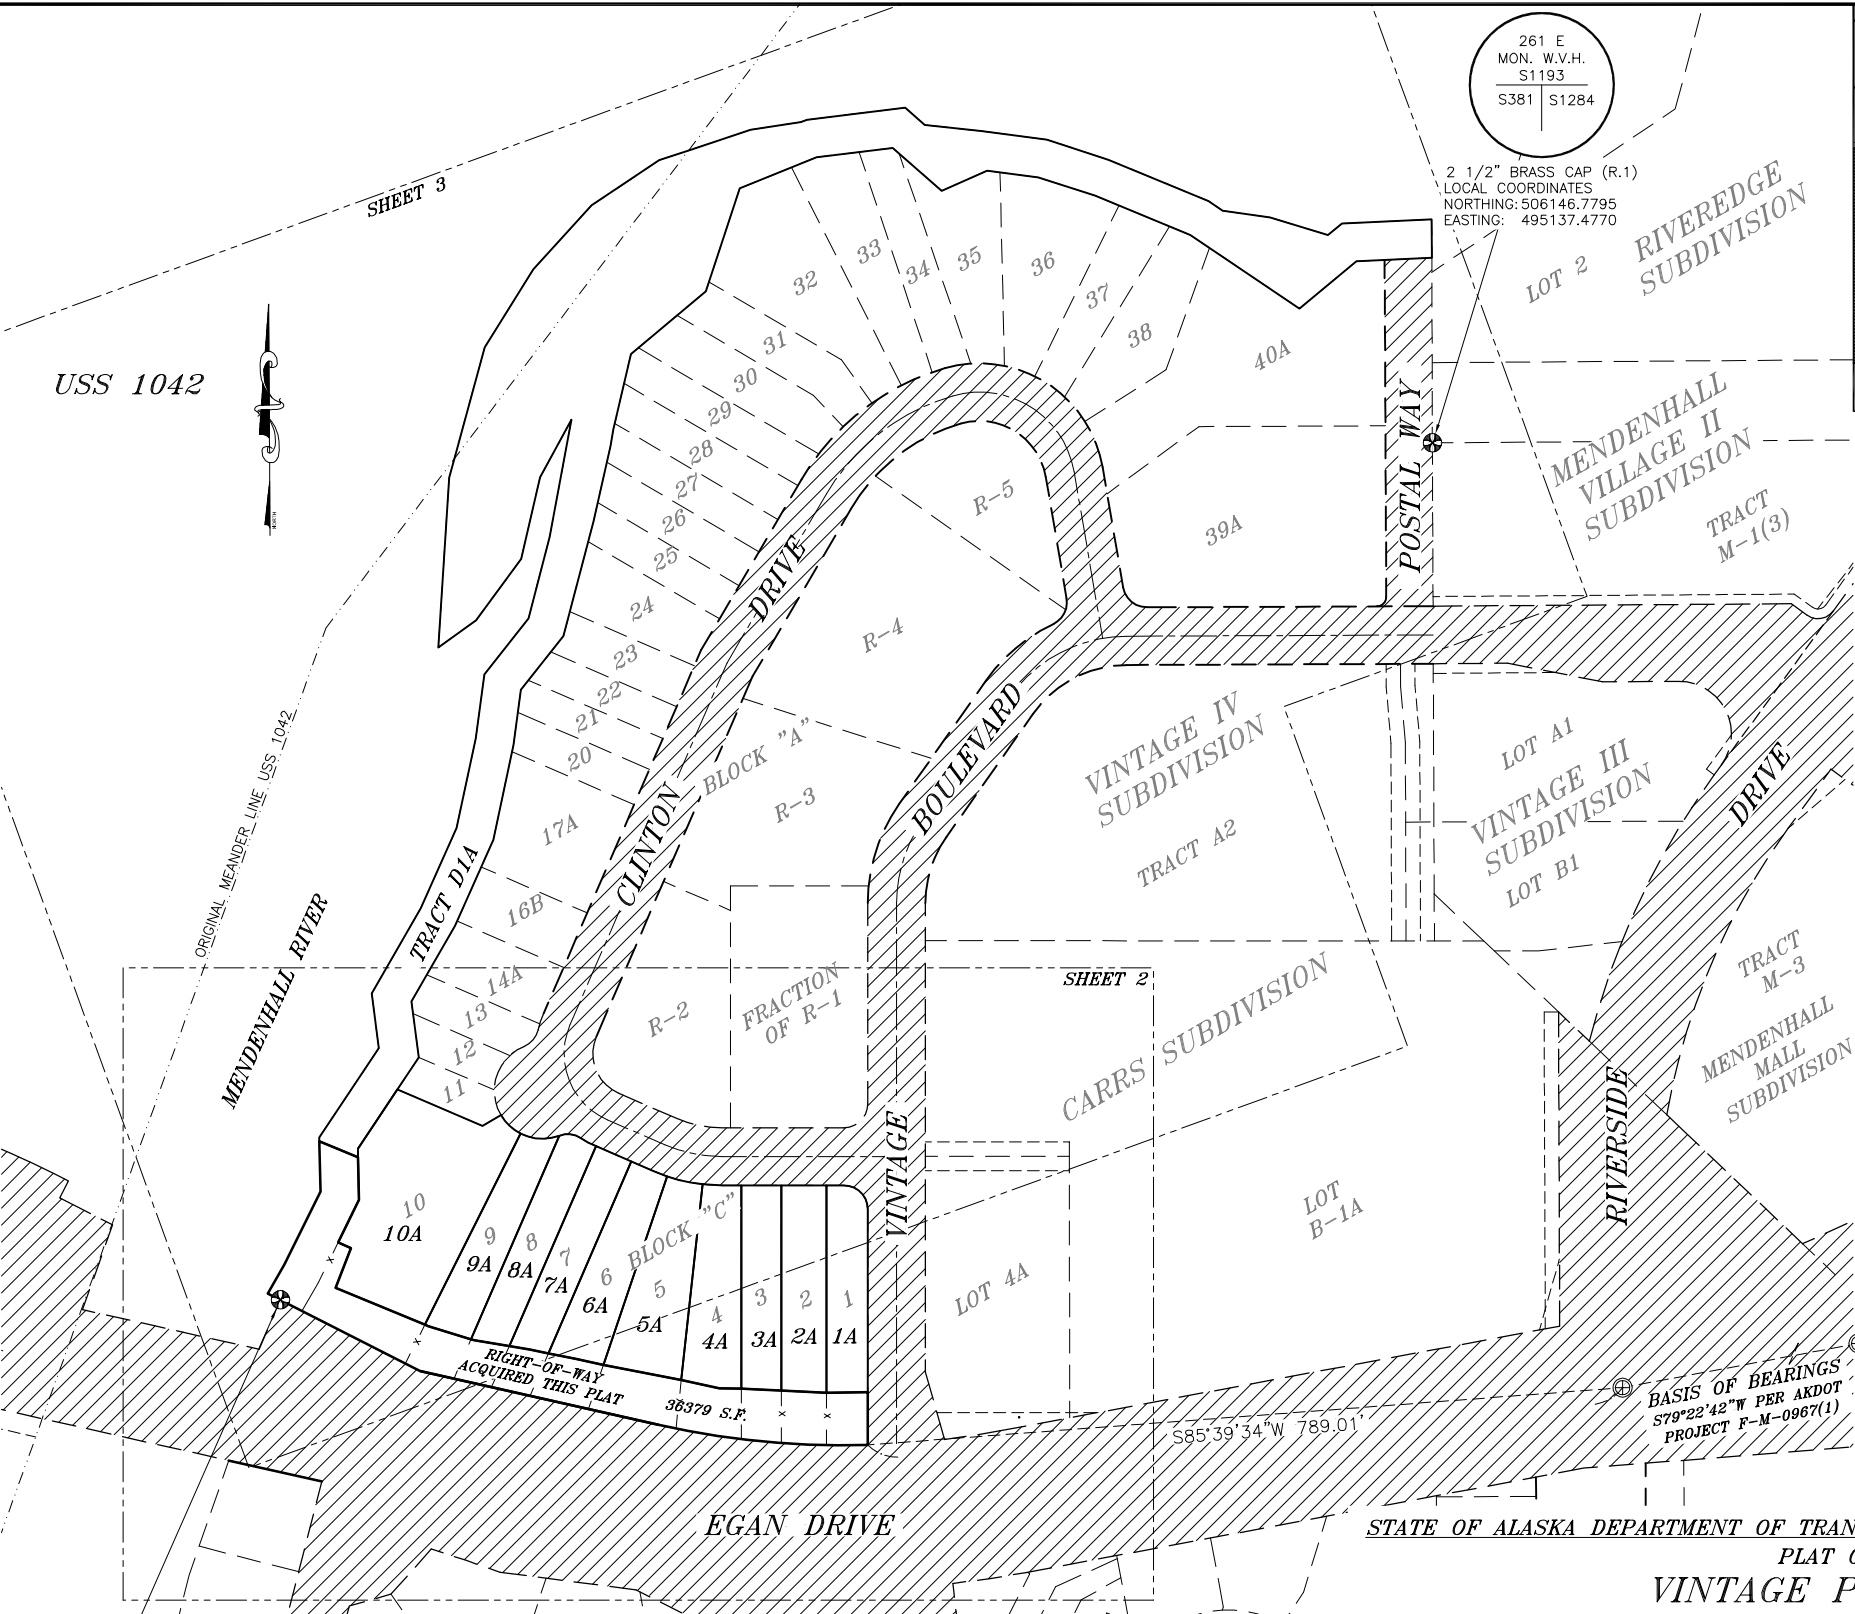 261 E
MON. W.V.H.
S1193
S381 S1284
2 1/2" BRASS CAP (R.1)
LOCAL COORDINATES
NORTHING: 506146.7795
EASTING: 495137.4770
SHEET 3
RIVEREDGE
SUBDIVISION
LOT 2
USS 1042
NORTH
32
33
34
35
36
37
38
40A
31
30
29
28
27
26
25
24
23
22
21
20
17A
16B
14A
13
12
11
R-5
39A
POSTAL WAY
MENDENHALL
VILLAGE II
SUBDIVISION
TRACT
M-1(3)
DRIVE
R-4
CLINTON
BLOCK "A"
R-3
BOULEVARD
VINTAGE IV
SUBDIVISION
TRACT A2
LOT A1
VINTAGE III
SUBDIVISION
LOT B1
DRIVE
ORIGINAL MEANDER LINE USS 1042
TRACT D1A
MENDENHALL RIVER
SHEET 2
R-2
FRACTION
OF R-1
CARRS SUBDIVISION
TRACT
M-3
MENDENHALL
MALL
SUBDIVISION
RIVERSIDE
VINTAGE
LOT
B-1A
LOT 4A
10
10A
9
9A
8
8A
7
7A
6
6A
BLOCK "C"
5
5A
4
4A
3
3A
2
2A
1
1A
RIGHT-OF-WAY
ACQUIRED THIS PLAT
36379 S.F.
S85°39'34"W 789.01'
BASIS OF BEARINGS
S79°22'42"W PER AKDOT
PROJECT F-M-0967(1)
EGAN DRIVE
STATE OF ALASKA DEPARTMENT OF TRAN
PLAT
VINTAGE P